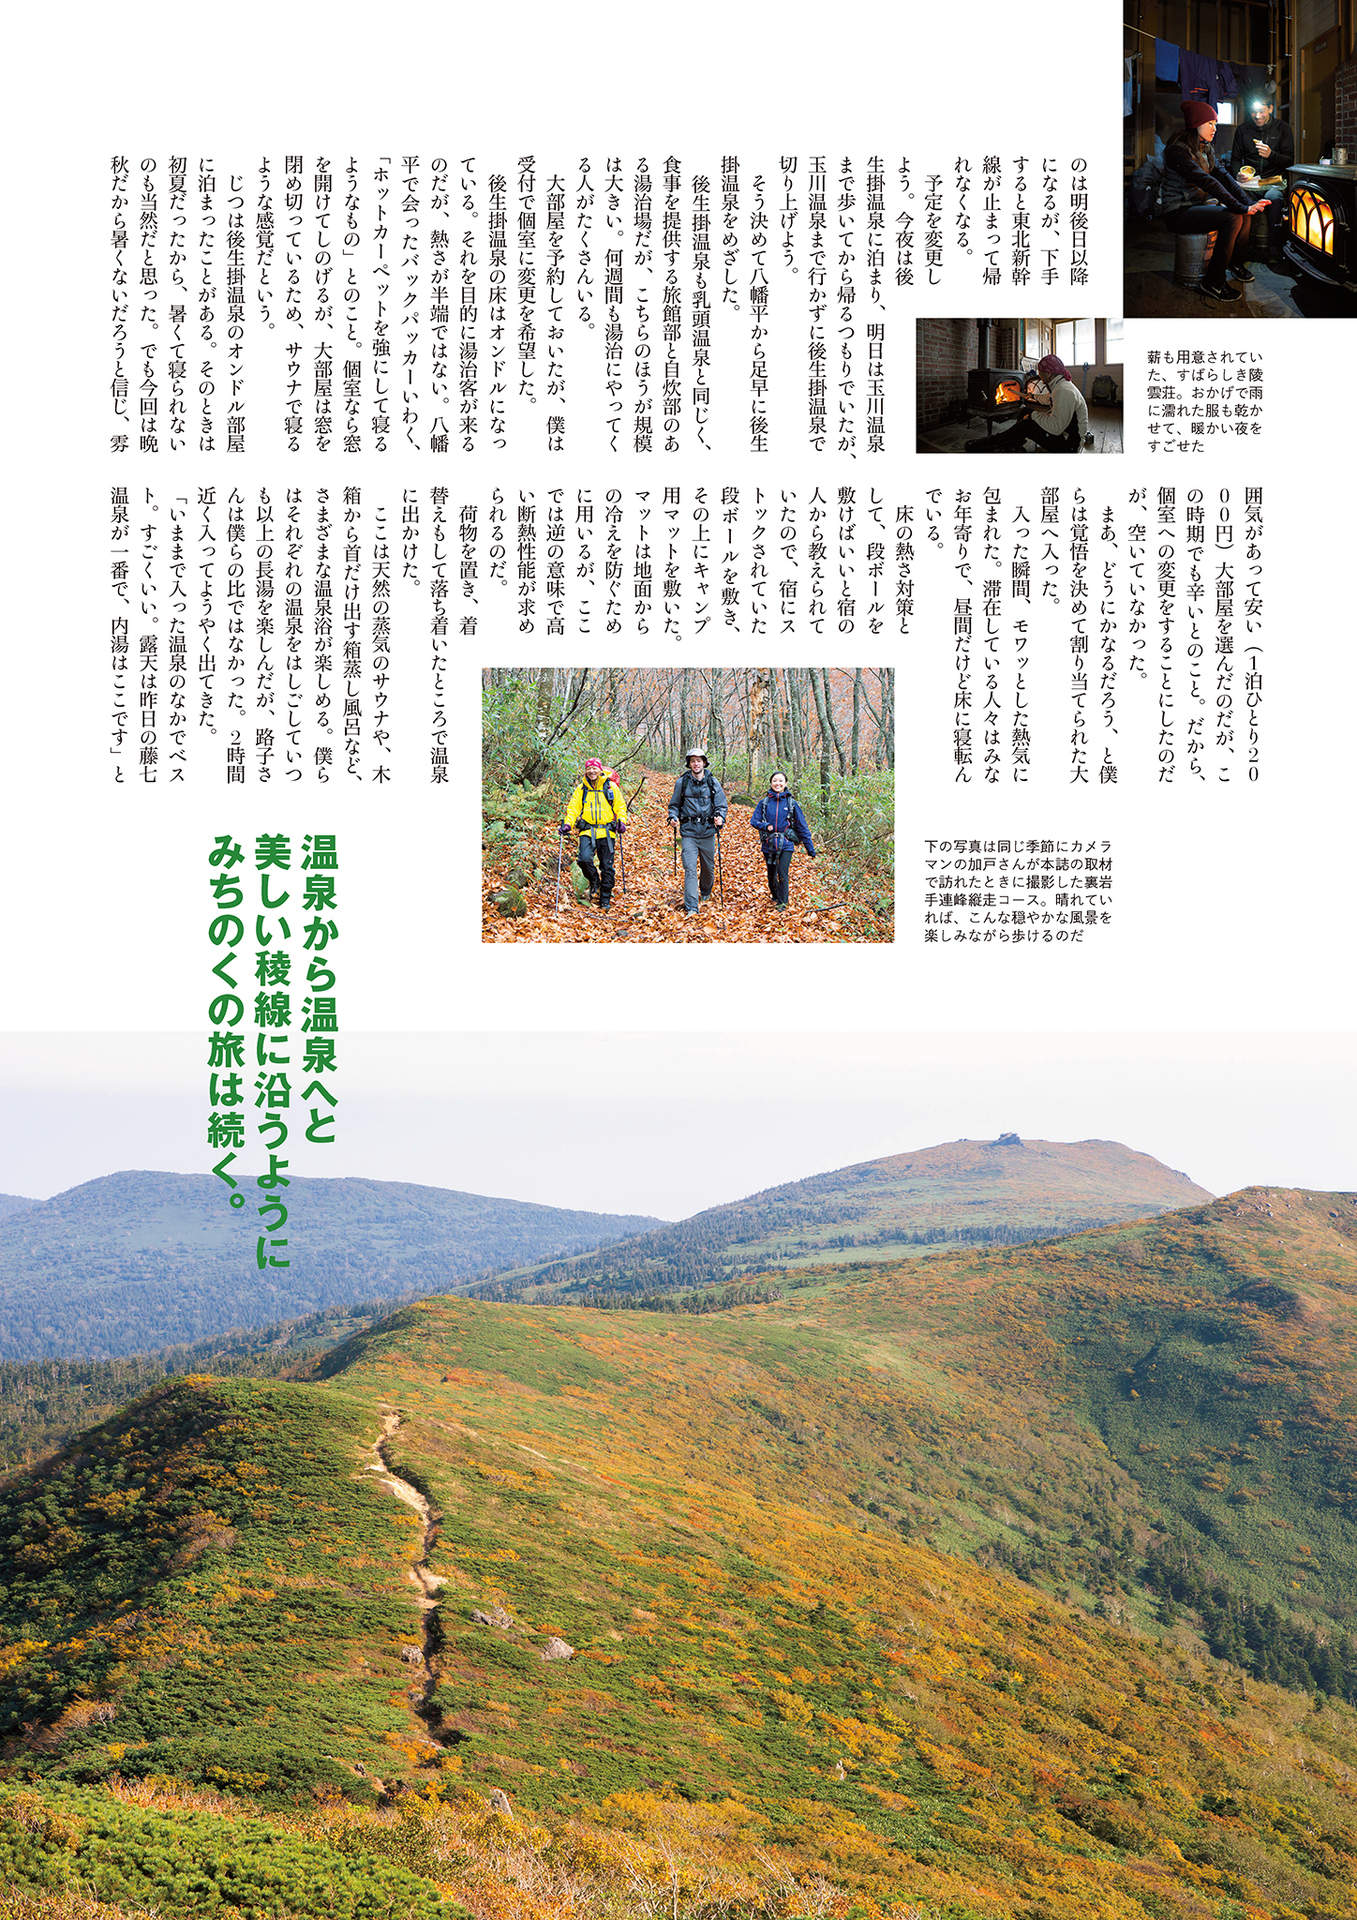 のは明後日以降
になるが、下手
すると東北新幹
線が止まって帰
れなくなる。
予定を変更し
よう。今夜は後
生掛温泉に泊まり、明日は玉川温泉
まで歩いてから帰るつもりでいたが、
玉川温泉まで行かずに後生掛温泉で
切り上げよう。
そう決めて八幡平から足早に後生
掛温泉をめざした。
後生掛温泉も乳頭温泉と同じく、
食事を提供する旅館部と自炊部のあ
る湯治場だが、こちらのほうが規模
は大きい。何週間も湯治にやってく
る人がたくさんいる。
大部屋を予約しておいたが、僕は
受付で個室に変更を希望した。
後生掛温泉の床はオンドルになっ
ている。それを目的に湯治客が来る
のだが、熱さが半端ではない。八幡
平で会ったバックパッカーいわく、
「ホットカーペットを強にして寝る
ようなもの」とのこと。個室なら窓
を開けてしのげるが、大部屋は窓を
閉め切っているため、サウナで寝る
ような感覚だという。
じつは後生掛温泉のオンドル部屋
に泊まったことがある。そのときは
初夏だったから、暑くて寝られない
のも当然だと思った。でも今回は晩
秋だから暑くないだろうと信じ、雰
薪も用意されてい
た、すばらしき陵
雲荘。おかげで雨
に濡れた服も乾か
せて、暖かい夜を
すごせた
囲気があって安い（1泊ひとり20
00円）大部屋を選んだのだが、こ
の時期でも辛いとのこと。だから、
個室への変更をすることにしたのだ
が、空いていなかった。
まあ、どうにかなるだろう、と僕
らは覚悟を決めて割り当てられた大
部屋へ入った。
入った瞬間、モワッとした熱気に
包まれた。滞在している人々はみな
お年寄りで、昼間だけど床に寝転ん
でいる。
床の熱さ対策と
して、段ボールを
敷けばいいと宿の
人から教えられて
いたので、宿にス
トックされていた
段ボールを敷き、
その上にキャンプ
用マットを敷いた。
マットは地面から
の冷えを防ぐため
に用いるが、ここ
では逆の意味で高
い断熱性能が求め
られるのだ。
荷物を置き、着
替えもして落ち着いたところで温泉
に出かけた。
ここは天然の蒸気のサウナや、木
箱から首だけ出す箱蒸し風呂など、
さまざまな温泉浴が楽しめる。僕ら
はそれぞれの温泉をはしごしていつ
も以上の長湯を楽しんだが、路子さ
んは僕らの比ではなかった。2時間
近く入ってようやく出てきた。
「いままで入った温泉のなかでベス
ト。すごくいい。露天は昨日の藤七
温泉が一番で、内湯はここです」と
下の写真は同じ季節にカメラ
マンの加戸さんが本誌の取材
で訪れたときに撮影した裏岩
手連峰縦走コース。晴れてい
れば、こんな穏やかな風景を
楽しみながら歩けるのだ
温泉から温泉へと
美しい稜線に沿うように
みちのくの旅は続く。